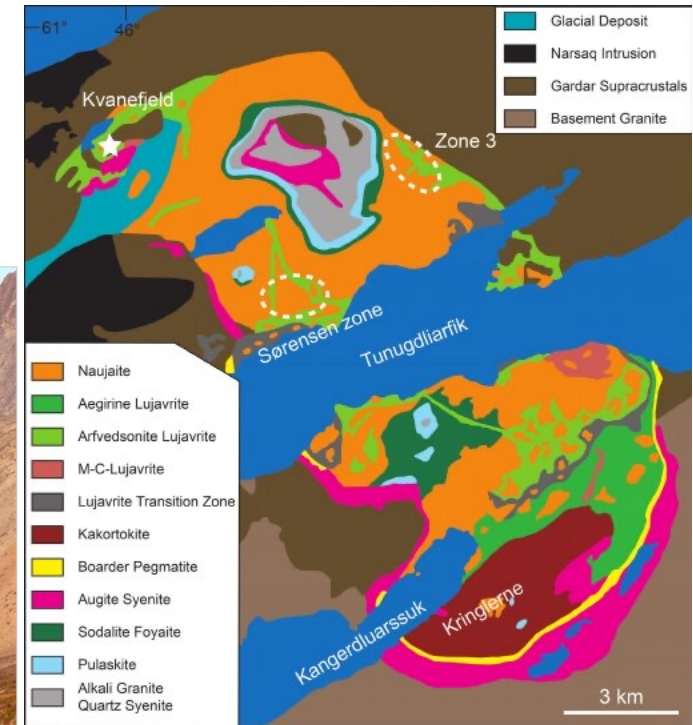 61°
46°
Glacial Deposit
Narsaq Intrusion
Gardar Supracrustals
Basement Granite
Kvanefjeld
Zone 3
Sørensen zone
Tunugdliarfik
Naujaite
Aegirine Lujavrite
Arfvedsonite Lujavrite
M-C-Lujavrite
Lujavrite Transition Zone
Kakortokite
Boarder Pegmatite
Augite Syenite
Sodalite Foyaite
Pulaskite
Alkali Granite
Quartz Syenite
Kangerdluarssuk
Kringlerne
3 km